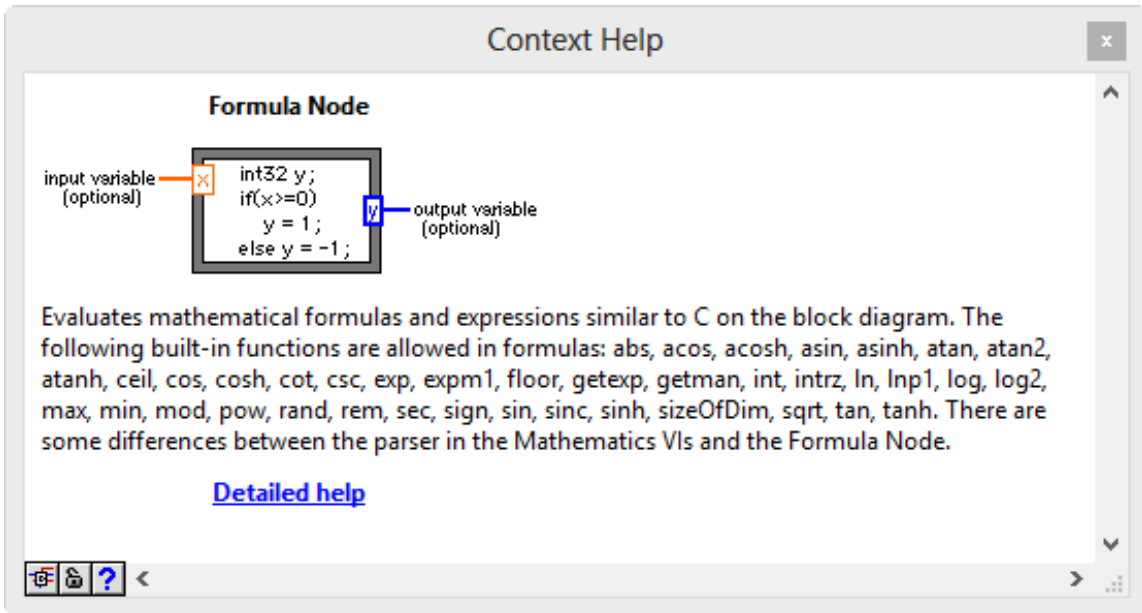 Context Help
x
Formula Node
input variable
(optional)
x
int32 y;
if(x>=0)
y = 1;
else y = -1;
y
output variable
(optional)
Evaluates mathematical formulas and expressions similar to C on the block diagram. The
following built-in functions are allowed in formulas: abs, acos, acosh, asin, asinh, atan, atan2,
atanh, ceil, cos, cosh, cot, csc, exp, expm1, floor, getexp, getman, int, intrz, ln, lnp1, log, log2,
max, min, mod, pow, rand, rem, sec, sign, sin, sinc, sinh, sizeOfDim, sqrt, tan, tanh. There are
some differences between the parser in the Mathematics VIs and the Formula Node.
Detailed help
?